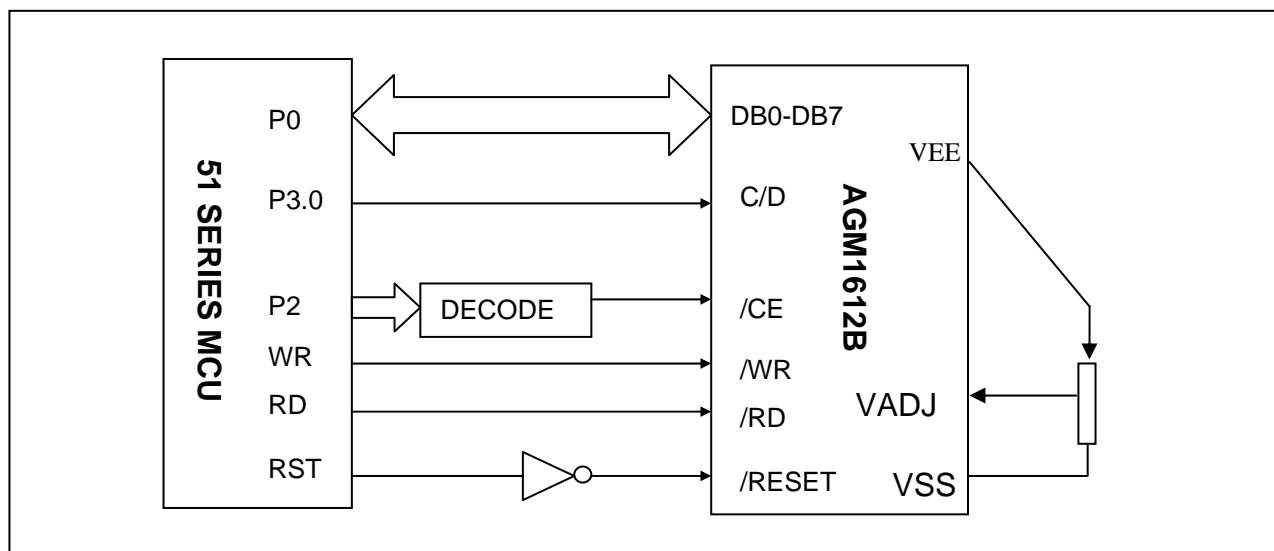 51 SERIES MCU
P0
P3.0
P2
WR
RD
RST
DECODE
DB0-DB7
C/D
/CE
/WR
/RD
/RESET
AGM1612B
VEE
VADJ
VSS